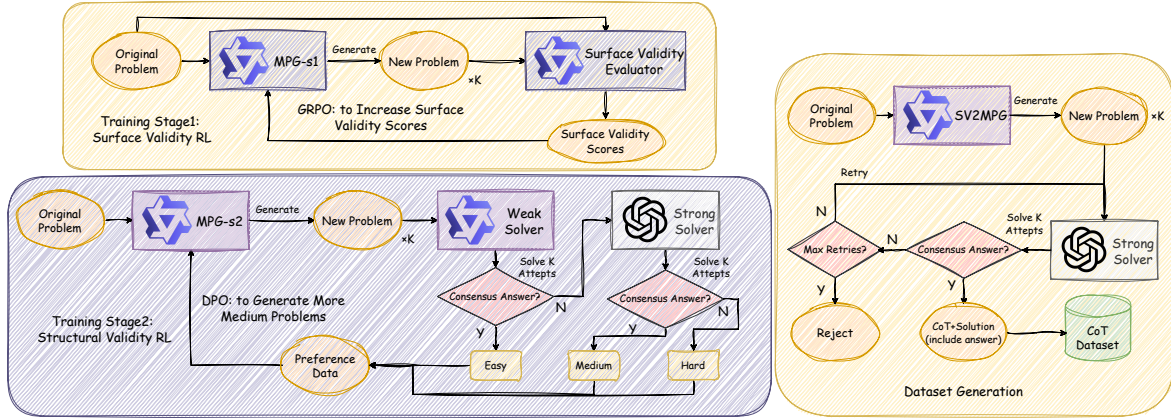 Original
Problem
MPG-s1
Generate
New Problem
×K
Surface Validity
Evaluator
GRPO: to Increase Surface
Validity Scores
Training Stage1:
Surface Validity RL
Surface Validity
Scores
Original
Problem
MPG-s2
Generate
New Problem
×K
Weak
Solver
Strong
Solver
Solve K
Attepts
Solve K
Attepts
Consensus Answer?
N
Consensus Answer?
N
Y
Y
DPO: to Generate More
Medium Problems
Training Stage2:
Structural Validity RL
Preference
Data
Easy
Medium
Hard
Original
Problem
SV2MPG
Generate
New Problem
×K
Retry
N
Solve K
Attepts
Max Retries?
N
Consensus Answer?
Strong
Solver
Y
Y
Reject
CoT+Solution
(include answer)
CoT
Dataset
Dataset Generation